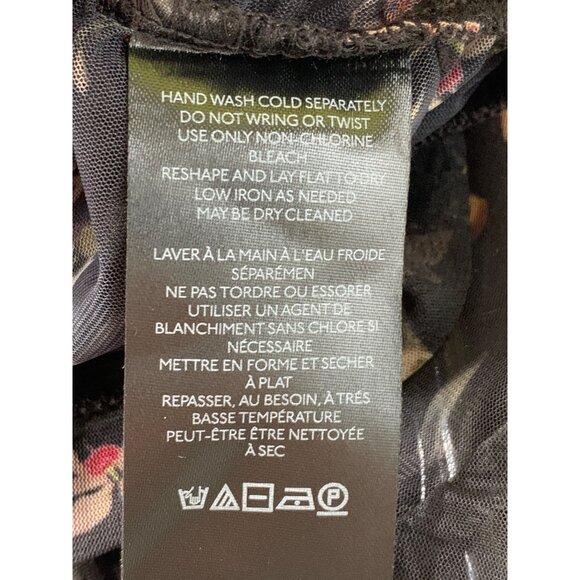 HAND WASH COLD SEPARATELY
DO NOT WRING OR TWIST
USE ONLY NON-CHLORINE
BLEACH
RESHAPE AND LAY FLAT TO DRY
LOW IRON AS NEEDED
MAY BE DRY CLEANED
LAVER À LA MAIN À L'EAU FROIDE
SÉPARÉMEN
NE PAS TORDRE OU ESSORER
UTILISER UN AGENT DE
BLANCHIMENT SANS CHLORE SI
NÉCESSAIRE
METTRE EN FORME ET SECHER
À PLAT
REPASSER, AU BESOIN, À TRÉS
BASSE TEMPÉRATURE
PEUT-ÊTRE ÊTRE NETTOYÉE
À SEC
P